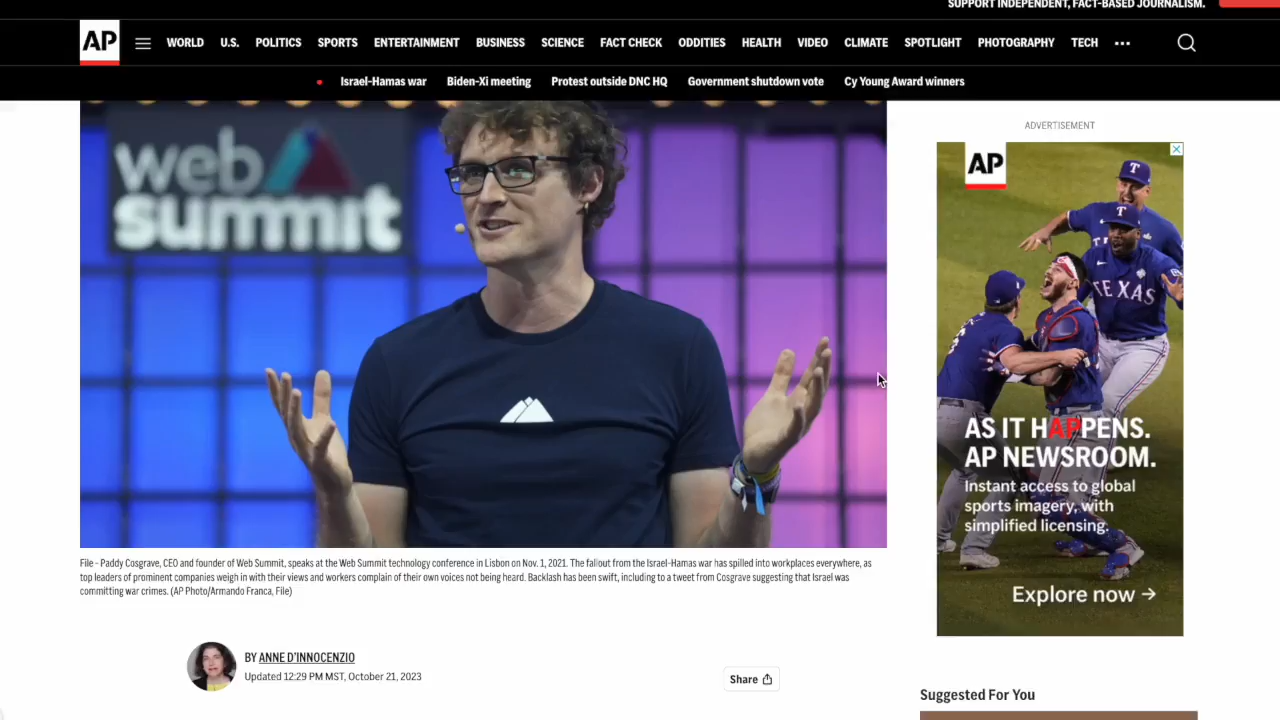 SUPPORT INDEPENDENT, FACT-BASED JOURNALISM.
AP
WORLD U.S. POLITICS SPORTS ENTERTAINMENT BUSINESS SCIENCE FACT CHECK ODDITIES HEALTH VIDEO CLIMATE SPOTLIGHT PHOTOGRAPHY TECH
Israel-Hamas war Biden-Xi meeting Protest outside DNC HQ Government shutdown vote Cy Young Award winners
web
summit
File - Paddy Cosgrave, CEO and founder of Web Summit, speaks at the Web Summit technology conference in Lisbon on Nov. 1, 2021. The fallout from the Israel-Hamas war has spilled into workplaces everywhere, as
top leaders of prominent companies weigh in with their views and workers complain of their own voices not being heard. Backlash has been swift, including to a tweet from Cosgrave suggesting that Israel was
committing war crimes. (AP Photo/Armando Franca, File)
BY ANNE D'INNOCENZIO
Updated 12:29 PM MST, October 21, 2023
Share
ADVERTISEMENT
AP
T
T
TEXAS
AS IT HAPPENS.
AP NEWSROOM.
Instant access to global
sports imagery, with
simplified licensing.
Explore now →
Suggested For You